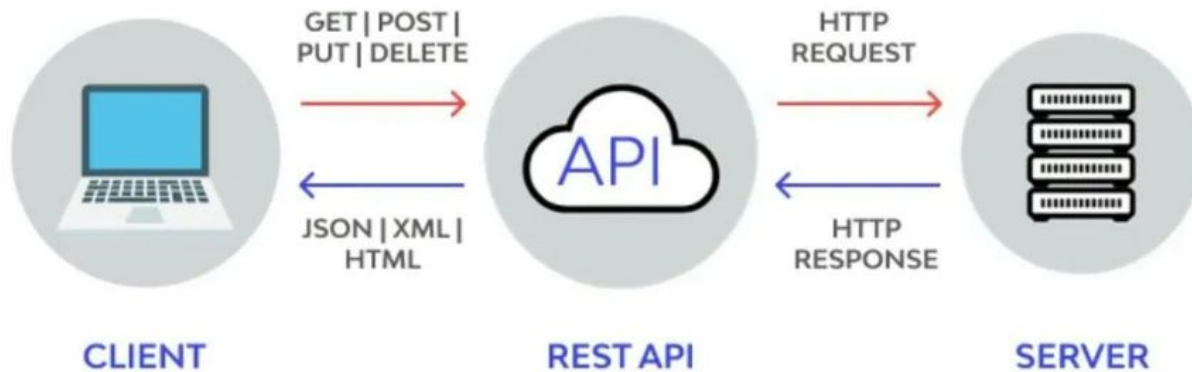 GET | POST |
PUT | DELETE
HTTP
REQUEST
API
JSON | XML |
HTML
HTTP
RESPONSE
CLIENT
REST API
SERVER